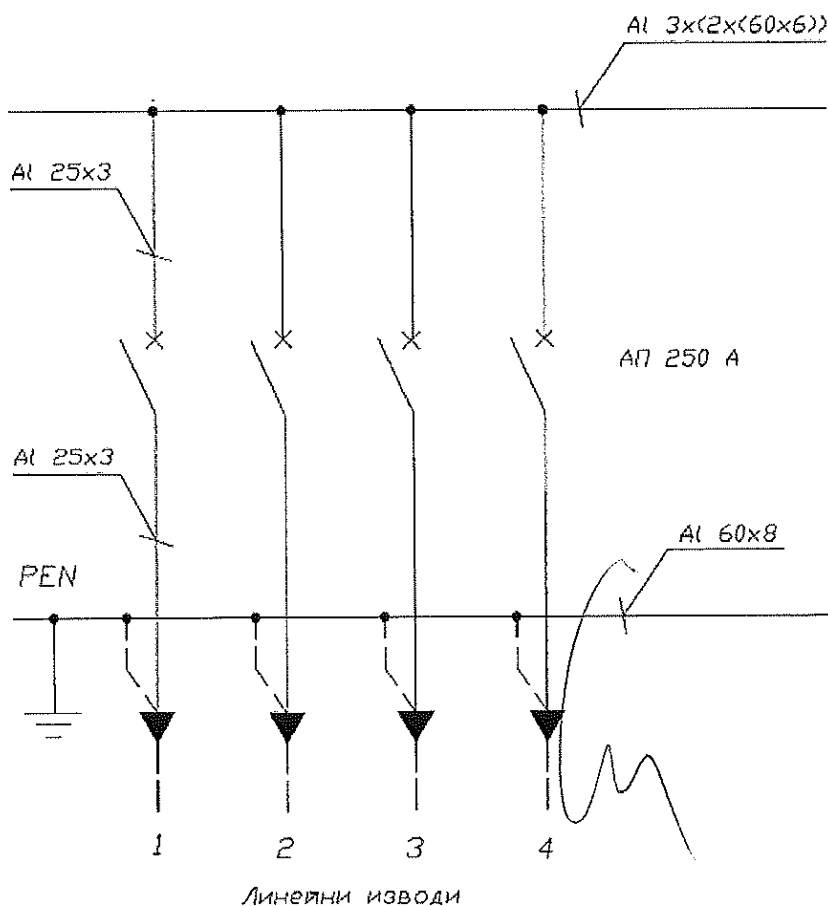 Al 3x(2x(60x6))
Al 25x3
АП 250 А
Al 25x3
Al 60x8
PEN
1 2 3 4
Линейни изводи